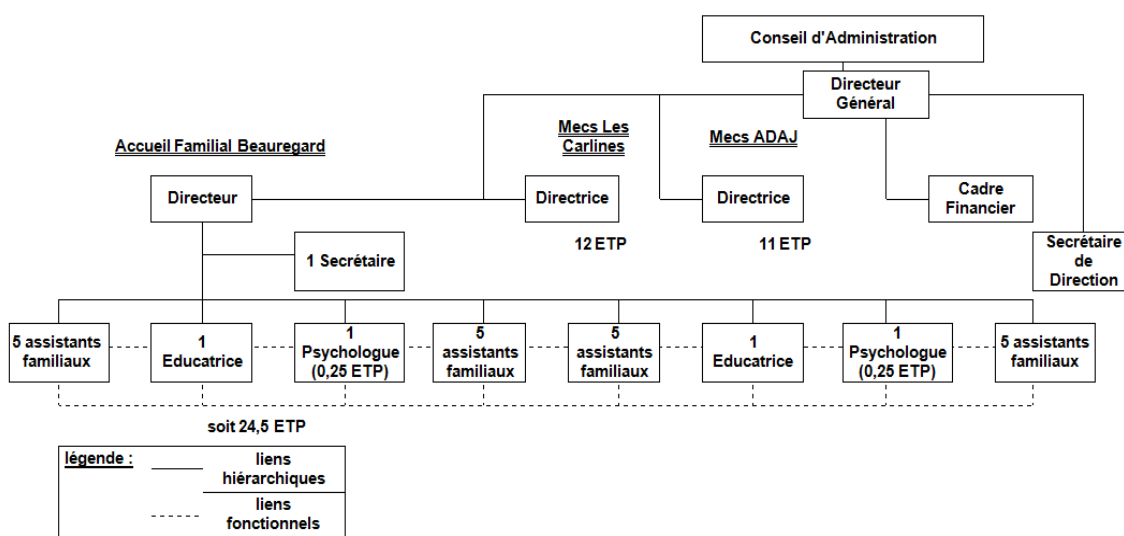 Conseil d'Administration
Directeur
Général
Accueil Familial Beauregard
Mecs Les
Carlines
Mecs ADAJ
Directeur
Directrice
Directrice
Cadre
Financier
12 ETP
11 ETP
1 Secrétaire
Secrétaire
de
Direction
5 assistants
familiaux
1
Educatrice
1
Psychologue
(0,25 ETP)
5
assistants
familiaux
5
assistants
familiaux
1
Educatrice
1
Psychologue
(0,25 ETP)
5 assistants
familiaux
soit 24,5 ETP
légende :
liens
hiérarchiques
liens
fonctionnels